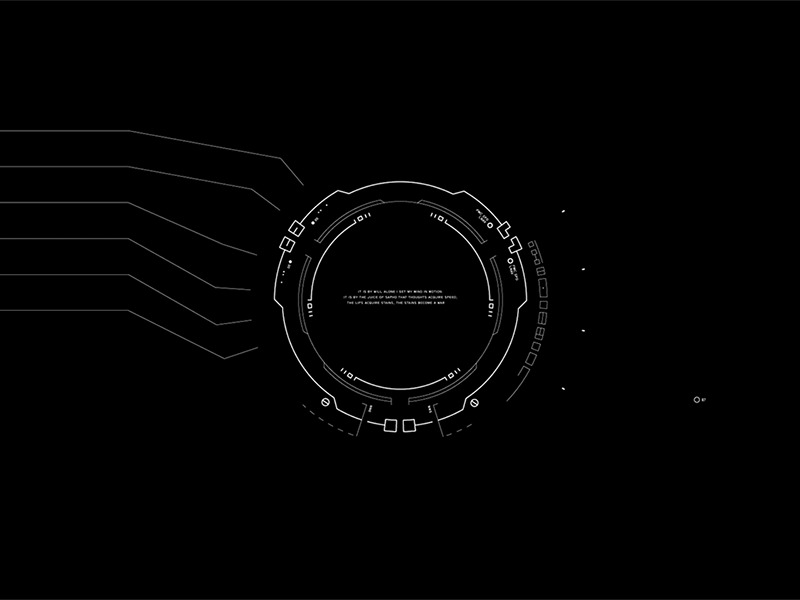 IT IS BY WILL ALONE I SET MY MIND IN MOTION
IT IS BY THE JUICE OF SAPHO THAT THOUGHTS ACQUIRE SPEED,
THE LIPS ACQUIRE STAINS, THE STAINS BECOME A WAR